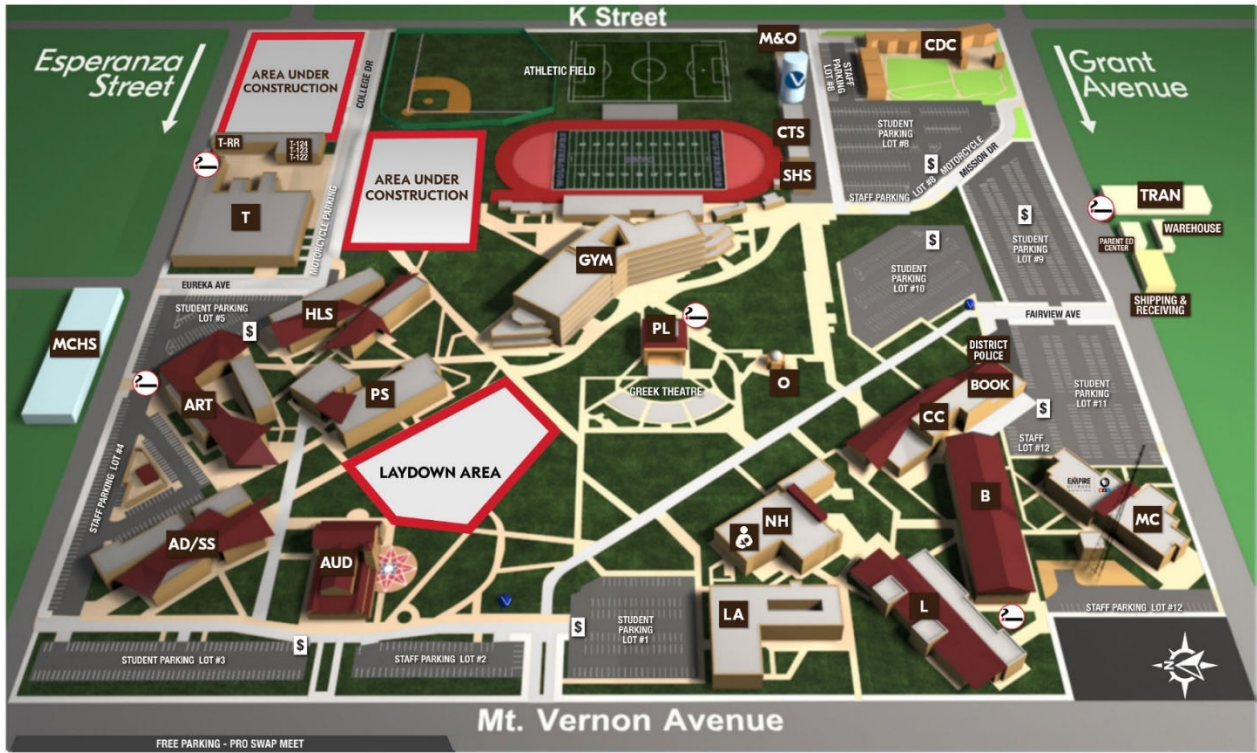 K Street
Esperanza
Street
Grant
Avenue
AREA UNDER
CONSTRUCTION
COLLEGE DR
ATHLETIC FIELD
M&O
STAFF
PARKING
LOT #8
CDC
T-RR
T-124
T-123
T-122
AREA UNDER
CONSTRUCTION
CTS
SHS
STUDENT
PARKING
LOT #8
$
LOT #8 MOTORCYCLE
MISSION DR
STAFF PARKING
T
MOTORCYCLE PARKING
GYM
$
STUDENT
PARKING
LOT #10
$
STUDENT
PARKING
LOT #9
TRAN
WAREHOUSE
PARENT ED
CENTER
SHIPPING &
RECEIVING
EUREKA AVE
STUDENT PARKING
LOT #5
$
HLS
MCHS
PL
FAIRVIEW AVE
DISTRICT
POLICE
ART
PS
GREEK THEATRE
O
BOOK
CC
$
STUDENT
PARKING
LOT #11
STAFF
LOT #12
STAFF PARKING LOT #4
LAYDOWN AREA
EMPIRE
NETWORK
B
MC
NH
AD/SS
AUD
LA
L
STAFF PARKING LOT #12
$
STUDENT
PARKING
LOT #1
$
STUDENT PARKING LOT #3
STAFF PARKING LOT #2
N
Mt. Vernon Avenue
FREE PARKING - PRO SWAP MEET